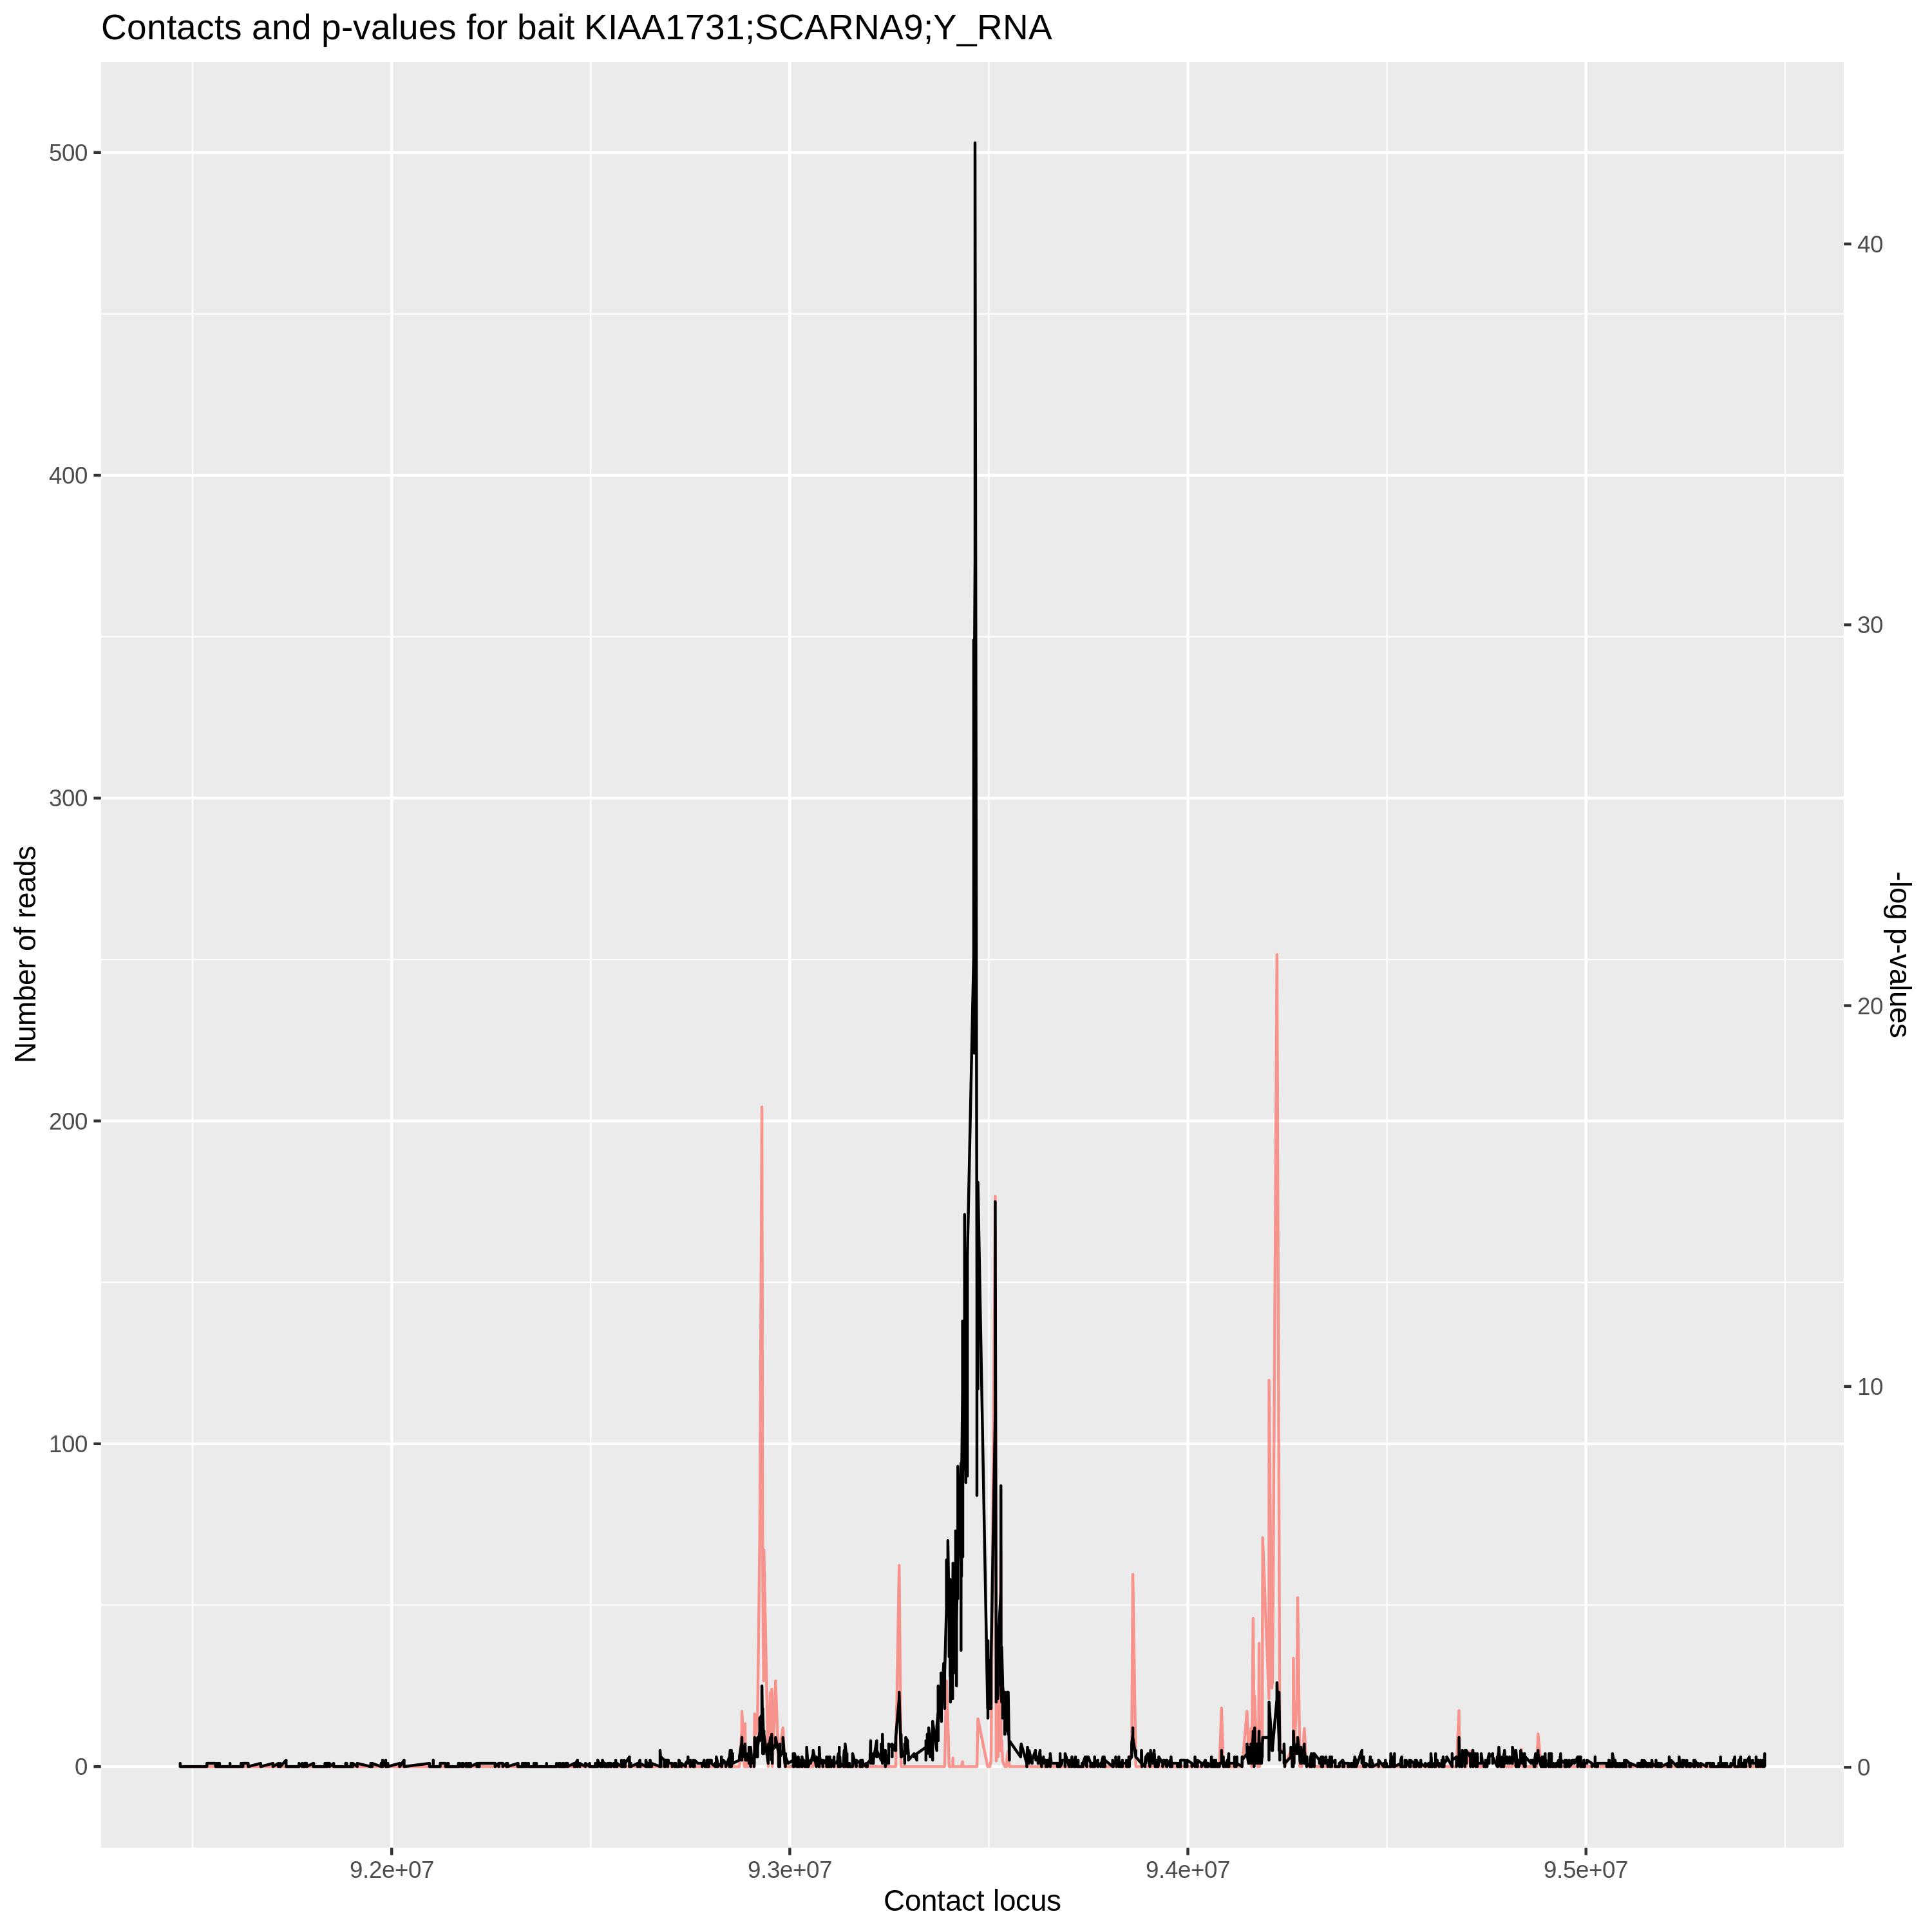 Contacts and p-values for bait KIAA1731;SCARNA9;Y_RNA
500
400
300
200
100
0
Number of reads
40
30
20
10
0
-log p-values
9.2e+07 9.3e+07 9.4e+07 9.5e+07
Contact locus